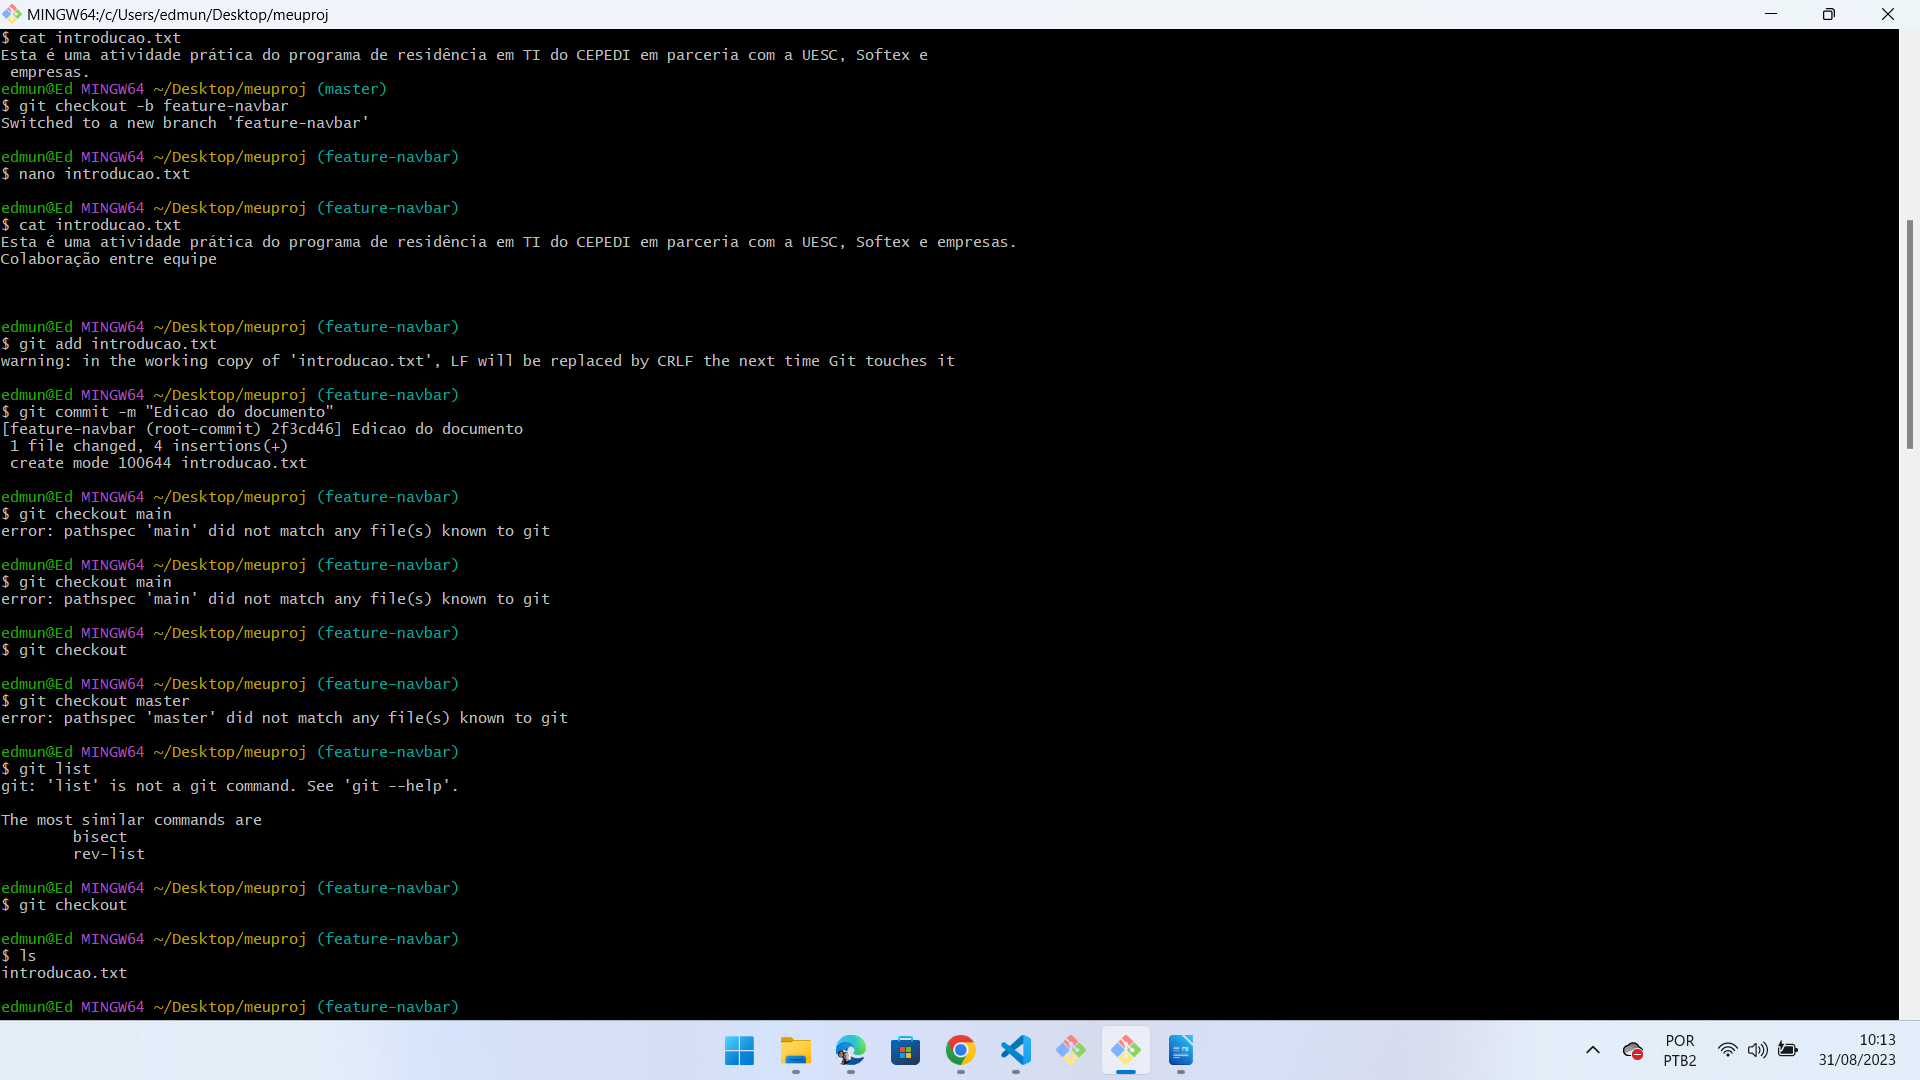 MINGW64:/c/Users/edmun/Desktop/meuproj
$ cat introducao.txt
Esta é uma atividade prática do programa de residência em TI do CEPEDI em parceria com a UESC, Softex e
 empresas.
edmun@Ed MINGW64 ~/Desktop/meuproj (master)
$ git checkout -b feature-navbar
Switched to a new branch 'feature-navbar'
edmun@Ed MINGW64 ~/Desktop/meuproj (feature-navbar)
$ nano introducao.txt
edmun@Ed MINGW64 ~/Desktop/meuproj (feature-navbar)
$ cat introducao.txt
Esta é uma atividade prática do programa de residência em TI do CEPEDI em parceria com a UESC, Softex e empresas.
Colaboração entre equipe
edmun@Ed MINGW64 ~/Desktop/meuproj (feature-navbar)
$ git add introducao.txt
warning: in the working copy of 'introducao.txt', LF will be replaced by CRLF the next time Git touches it
edmun@Ed MINGW64 ~/Desktop/meuproj (feature-navbar)
$ git commit -m "Edicao do documento"
[feature-navbar (root-commit) 2f3cd46] Edicao do documento
 1 file changed, 4 insertions(+)
 create mode 100644 introducao.txt
edmun@Ed MINGW64 ~/Desktop/meuproj (feature-navbar)
$ git checkout main
error: pathspec 'main' did not match any file(s) known to git
edmun@Ed MINGW64 ~/Desktop/meuproj (feature-navbar)
$ git checkout main
error: pathspec 'main' did not match any file(s) known to git
edmun@Ed MINGW64 ~/Desktop/meuproj (feature-navbar)
$ git checkout
edmun@Ed MINGW64 ~/Desktop/meuproj (feature-navbar)
$ git checkout master
error: pathspec 'master' did not match any file(s) known to git
edmun@Ed MINGW64 ~/Desktop/meuproj (feature-navbar)
$ git list
git: 'list' is not a git command. See 'git --help'.
The most similar commands are
        bisect
        rev-list
edmun@Ed MINGW64 ~/Desktop/meuproj (feature-navbar)
$ git checkout
edmun@Ed MINGW64 ~/Desktop/meuproj (feature-navbar)
$ ls
introducao.txt
edmun@Ed MINGW64 ~/Desktop/meuproj (feature-navbar)
POR
PTB2
10:13
31/08/2023